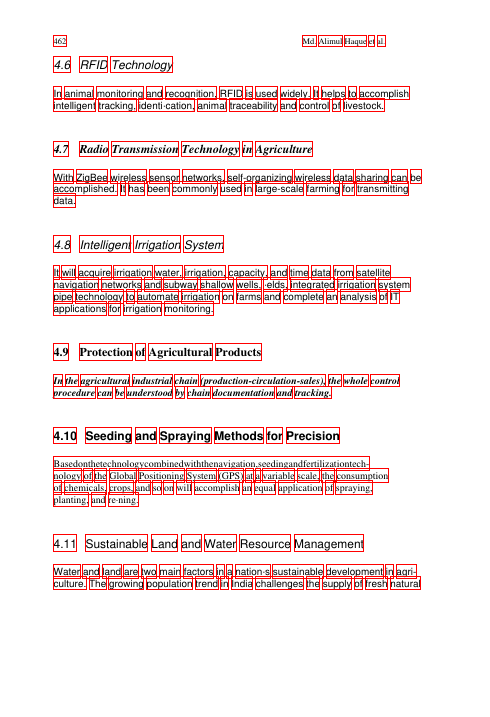 462
Md. Alimul Haque et al.
4.6 RFID Technology
In animal monitoring and recognition, RFID is used widely. It helps to accomplish
intelligent tracking, identi-cation, animal traceability and control of livestock.
4.7 Radio Transmission Technology in Agriculture
With ZigBee wireless sensor networks, self-organizing wireless data sharing can be
accomplished. It has been commonly used in large-scale farming for transmitting
data.
4.8 Intelligent Irrigation System
It will acquire irrigation water, irrigation, capacity, and time data from satellite
navigation networks and subway shallow wells, -elds, integrated irrigation system
pipe technology to automate irrigation on farms and complete an analysis of IT
applications for irrigation monitoring.
4.9 Protection of Agricultural Products
In the agricultural industrial chain (production-circulation-sales), the whole control
procedure can be understood by chain documentation and tracking.
4.10 Seeding and Spraying Methods for Precision
Basedonthetechnologycombinedwiththenavigation,seedingandfertilizationtech-
nology of the Global Positioning System (GPS) at a variable scale, the consumption
of chemicals, crops, and so on will accomplish an equal application of spraying,
planting, and re-ning.
4.11 Sustainable Land and Water Resource Management
Water and land are two main factors in a nation-s sustainable development in agri-
culture. The growing population trend in India challenges the supply of fresh natural